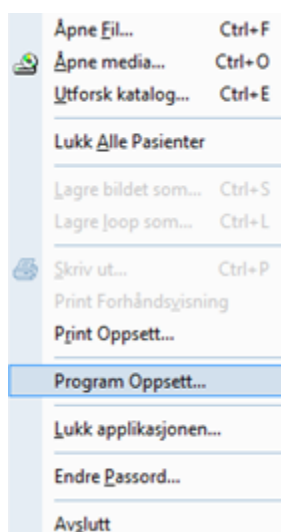 Åpne Fil... Ctrl+F
Åpne media... Ctrl+O
Utforsk katalog... Ctrl+E
Lukk Alle Pasienter
Lagre bildet som... Ctrl+S
Lagre loop som... Ctrl+L
Skriv ut... Ctrl+P
Print Forhåndsvisning
Print Oppsett...
Program Oppsett...
Lukk applikasjonen...
Endre Passord...
Avslutt